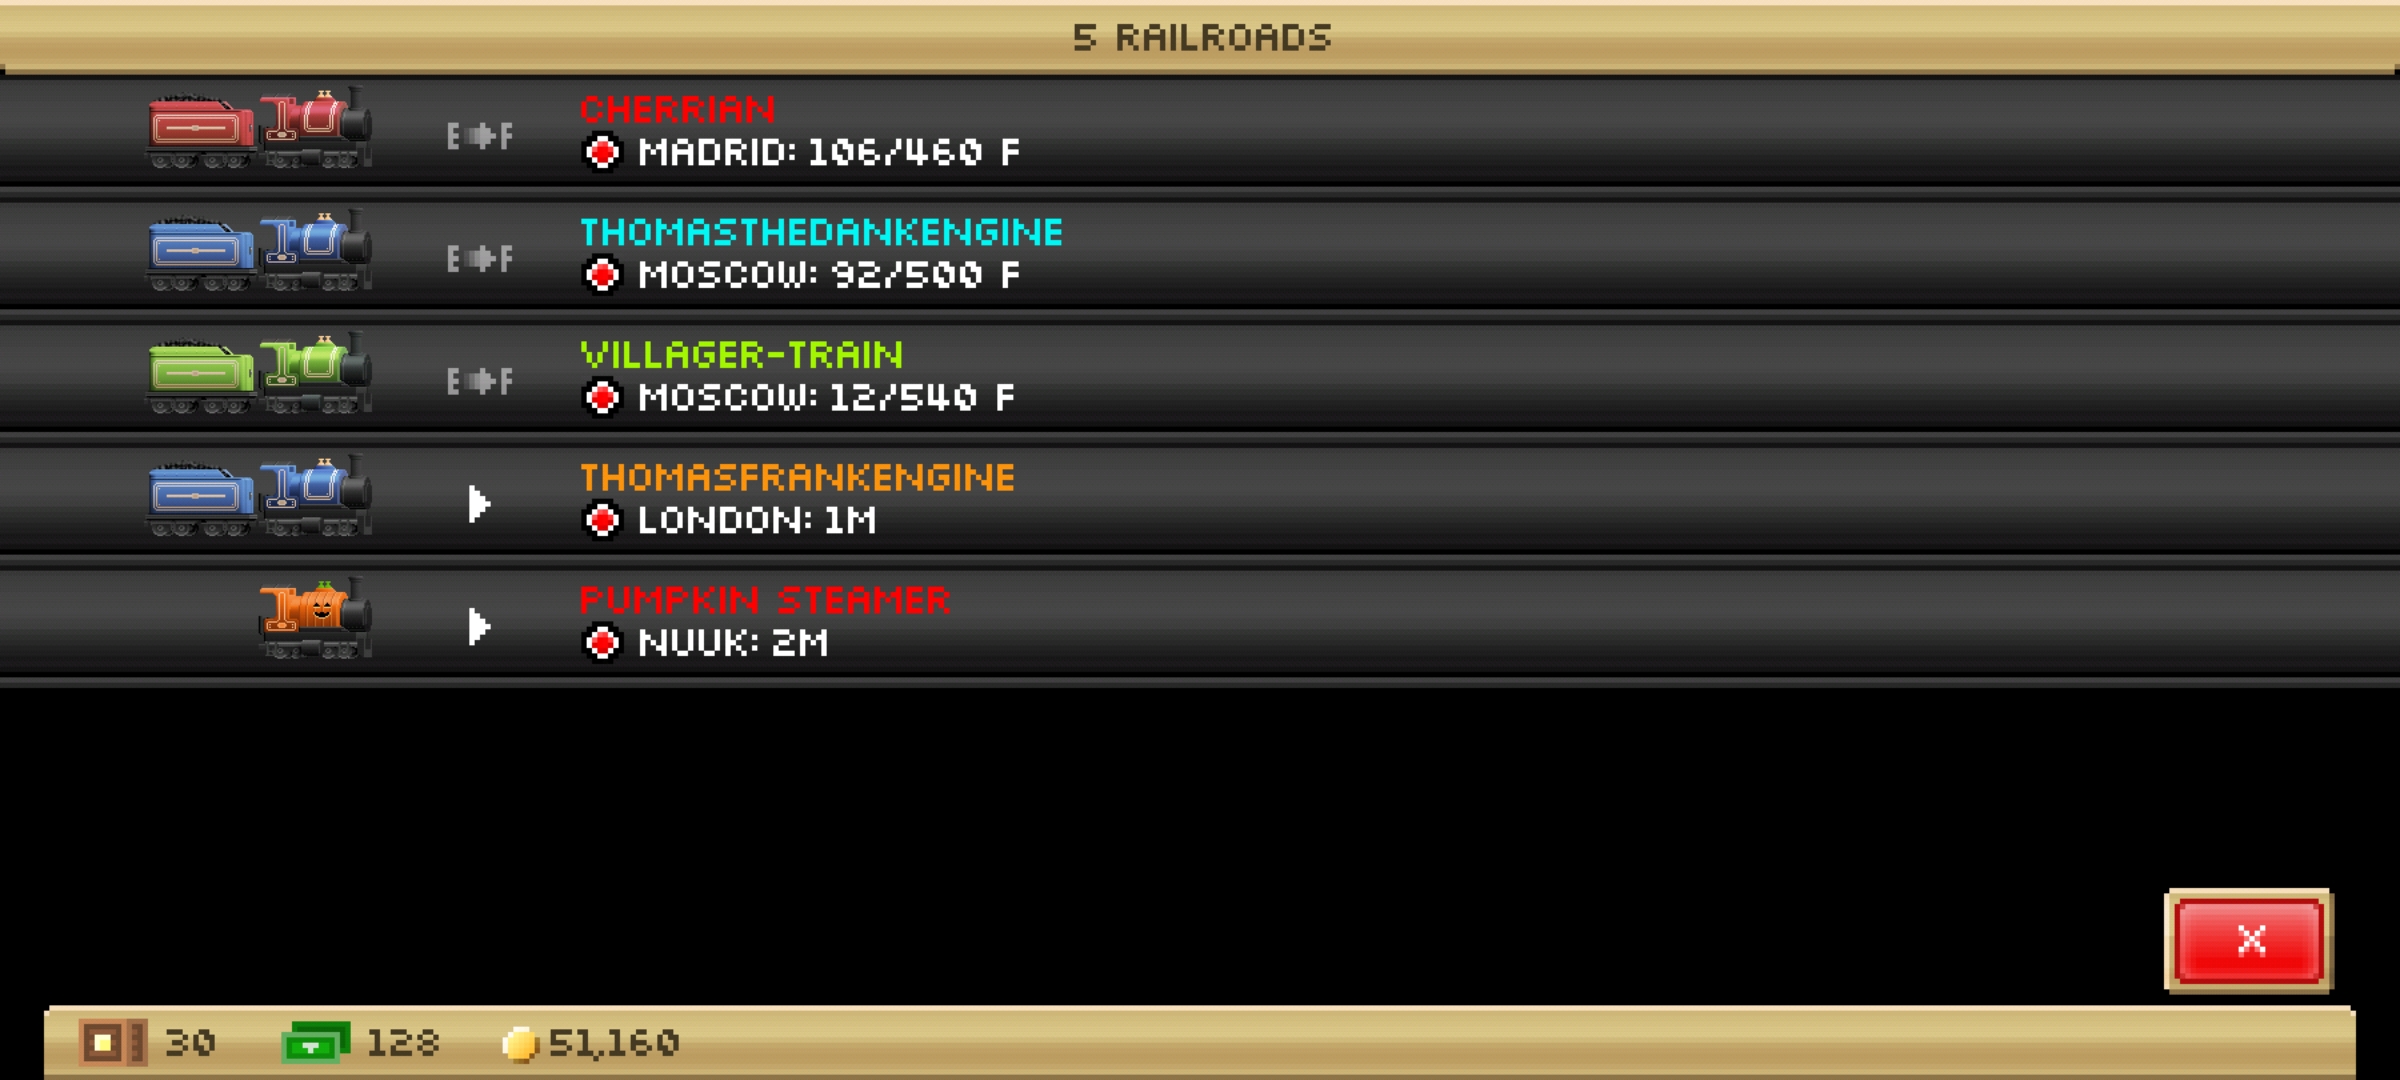 5 RAILROADS
E F
CHERRIAN
MADRID: 106/460 F
E F
THOMASTHEDANKENGINE
MOSCOW: 92/500 F
E F
VILLAGER-TRAIN
MOSCOW: 12/540 F
THOMASFRANKENGINE
LONDON: 1M
PUMPKIN STEAMER
NUUK: 2M
X
30 128 51,160